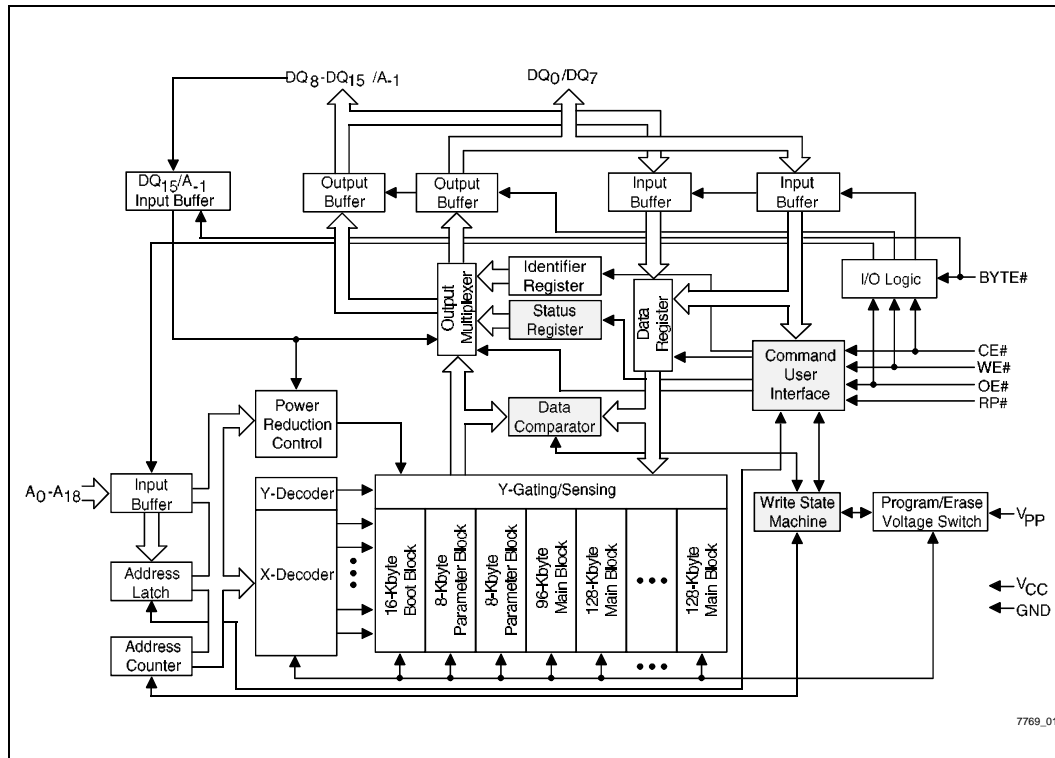 DQ8-DQ15 /A-1
DQ0/DQ7
DQ15/A-1
Input Buffer
Output
Buffer
Output
Buffer
Input
Buffer
Input
Buffer
I/O Logic
BYTE#
Output
Multiplexer
Identifier
Register
Status
Register
Data
Register
Command
User
Interface
CE#
WE#
OE#
RP#
Power
Reduction
Control
Data
Comparator
A0-A18
Input
Buffer
Y-Decoder
Y-Gating/Sensing
Write State
Machine
Program/Erase
Voltage Switch
VPP
Address
Latch
X-Decoder
16-Kbyte
Boot Block
8-Kbyte
Parameter Block
8-Kbyte
Parameter Block
96-Kbyte
Main Block
128-Kbyte
Main Block
128-Kbyte
Main Block
VCC
GND
Address
Counter
7769_01